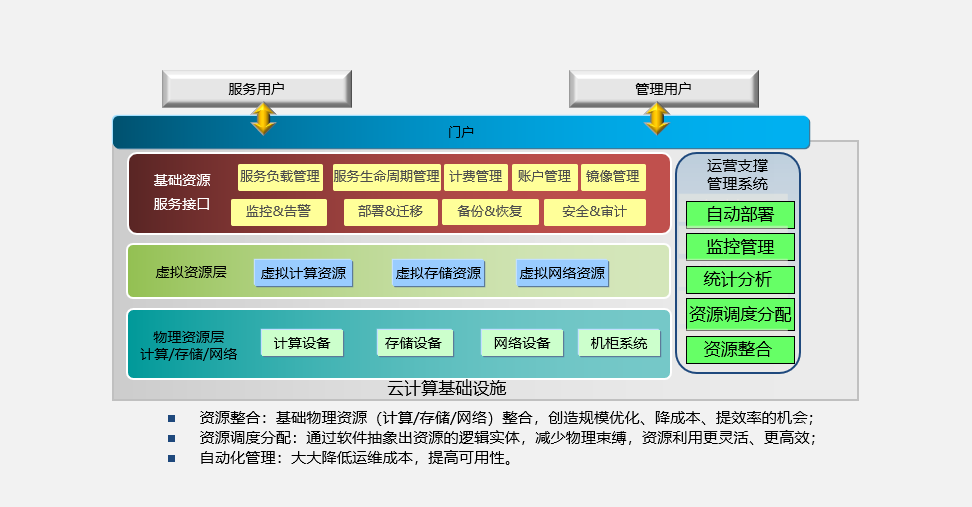 服务用户
管理用户
门户
基础资源
服务接口
服务负载管理
服务生命周期管理
计费管理
账户管理
镜像管理
监控&告警
部署&迁移
备份&恢复
安全&审计
运营支撑
管理系统
自动部署
监控管理
统计分析
资源调度分配
资源整合
虚拟资源层
虚拟计算资源
虚拟存储资源
虚拟网络资源
物理资源层
计算/存储/网络
计算设备
存储设备
网络设备
机柜系统
云计算基础设施
资源整合：基础物理资源（计算/存储/网络）整合，创造规模优化、降成本、提效率的机会；
资源调度分配：通过软件抽象出资源的逻辑实体，减少物理束缚，资源利用更灵活、更高效；
自动化管理：大大降低运维成本，提高可用性。